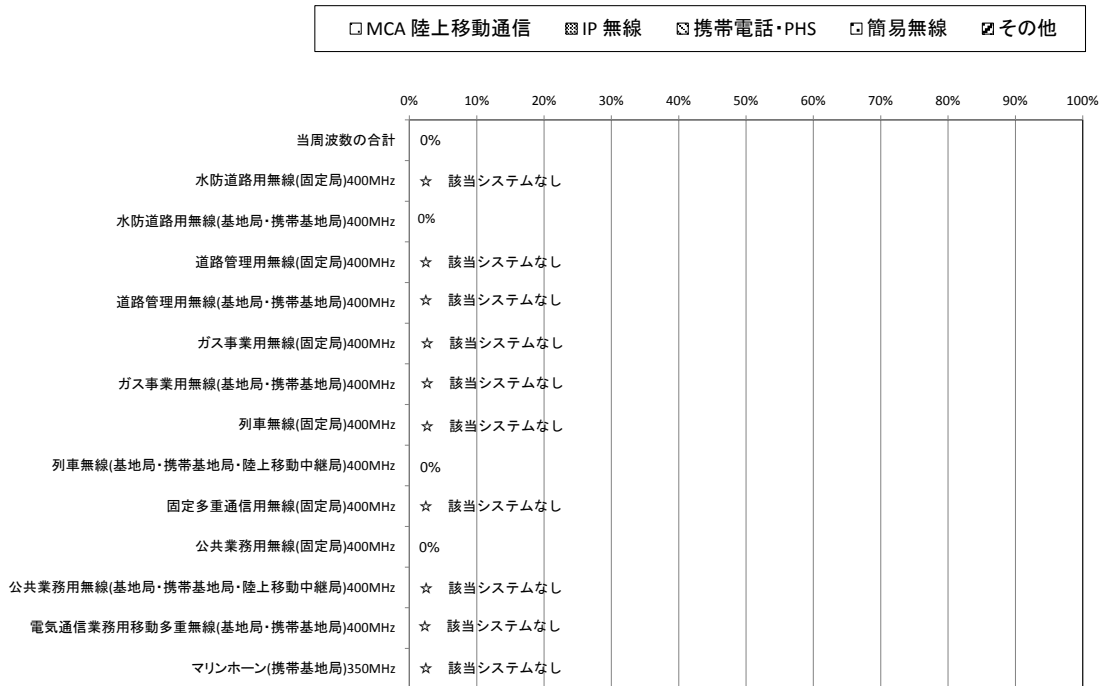 MCA 陸上移動通信 IP 無線 携帯電話・PHS 簡易無線 その他
0% 10% 20% 30% 40% 50% 60% 70% 80% 90% 100%
当周波数の合計 0%
水防道路用無線(固定局)400MHz ☆ 該当システムなし
水防道路用無線(基地局・携帯基地局)400MHz 0%
道路管理用無線(固定局)400MHz ☆ 該当システムなし
道路管理用無線(基地局・携帯基地局)400MHz ☆ 該当システムなし
ガス事業用無線(固定局)400MHz ☆ 該当システムなし
ガス事業用無線(基地局・携帯基地局)400MHz ☆ 該当システムなし
列車無線(固定局)400MHz ☆ 該当システムなし
列車無線(基地局・携帯基地局・陸上移動中継局)400MHz 0%
固定多重通信用無線(固定局)400MHz ☆ 該当システムなし
公共業務用無線(固定局)400MHz 0%
公共業務用無線(基地局・携帯基地局・陸上移動中継局)400MHz ☆ 該当システムなし
電気通信業務用移動多重無線(基地局・携帯基地局)400MHz ☆ 該当システムなし
マリンホーン(携帯基地局)350MHz ☆ 該当システムなし